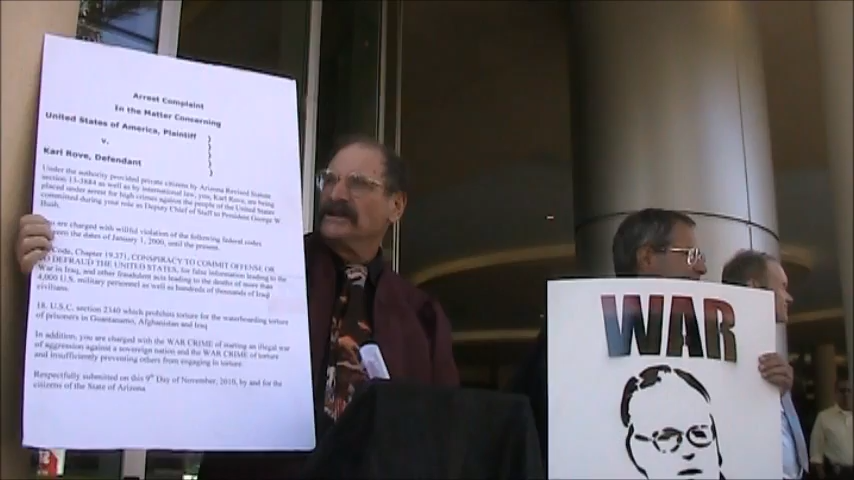 Arrest Complaint
In the Matter Concerning
United States of America, Plaintiff )
v. )
)
Karl Rove, Defendant )
Under the authority provided private citizens by Arizona Revised Statute
section 13-3884 as well as by international law, you, Karl Rove, are being
placed under arrest for high crimes against the people of the United States
committed during your role as Deputy Chief of Staff to President George W.
Bush.
are charged with willful violation of the following federal codes
the dates of January 1, 2000, until the present.
Code, Chapter 19.371, CONSPIRACY TO COMMIT OFFENSE OR
TO DEFRAUD THE UNITED STATES, for false information leading to the
War in Iraq, and other fraudulent acts leading to the deaths of more than
4,000 U.S. military personnel as well as hundreds of thousands of Iraqi
civilians.
18, U.S.C. section 2340 which prohibits torture for the waterboarding torture
of prisoners in Guantanamo, Afghanistan and Iraq
In addition, you are charged with the WAR CRIME of starting an illegal war
of aggression against a sovereign nation and the WAR CRIME of torture
and insufficiently preventing others from engaging in torture.
Respectfully submitted on this 9th Day of November, 2010, by and for the
citizens of the State of Arizona
WAR